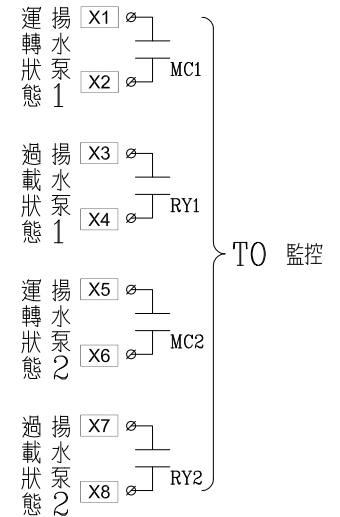 揚水泵1
運轉狀態
X1
X2
MC1
揚水泵1
過載狀態
X3
X4
RY1
揚水泵2
運轉狀態
X5
X6
MC2
揚水泵2
過載狀態
X7
X8
RY2
TO 監控